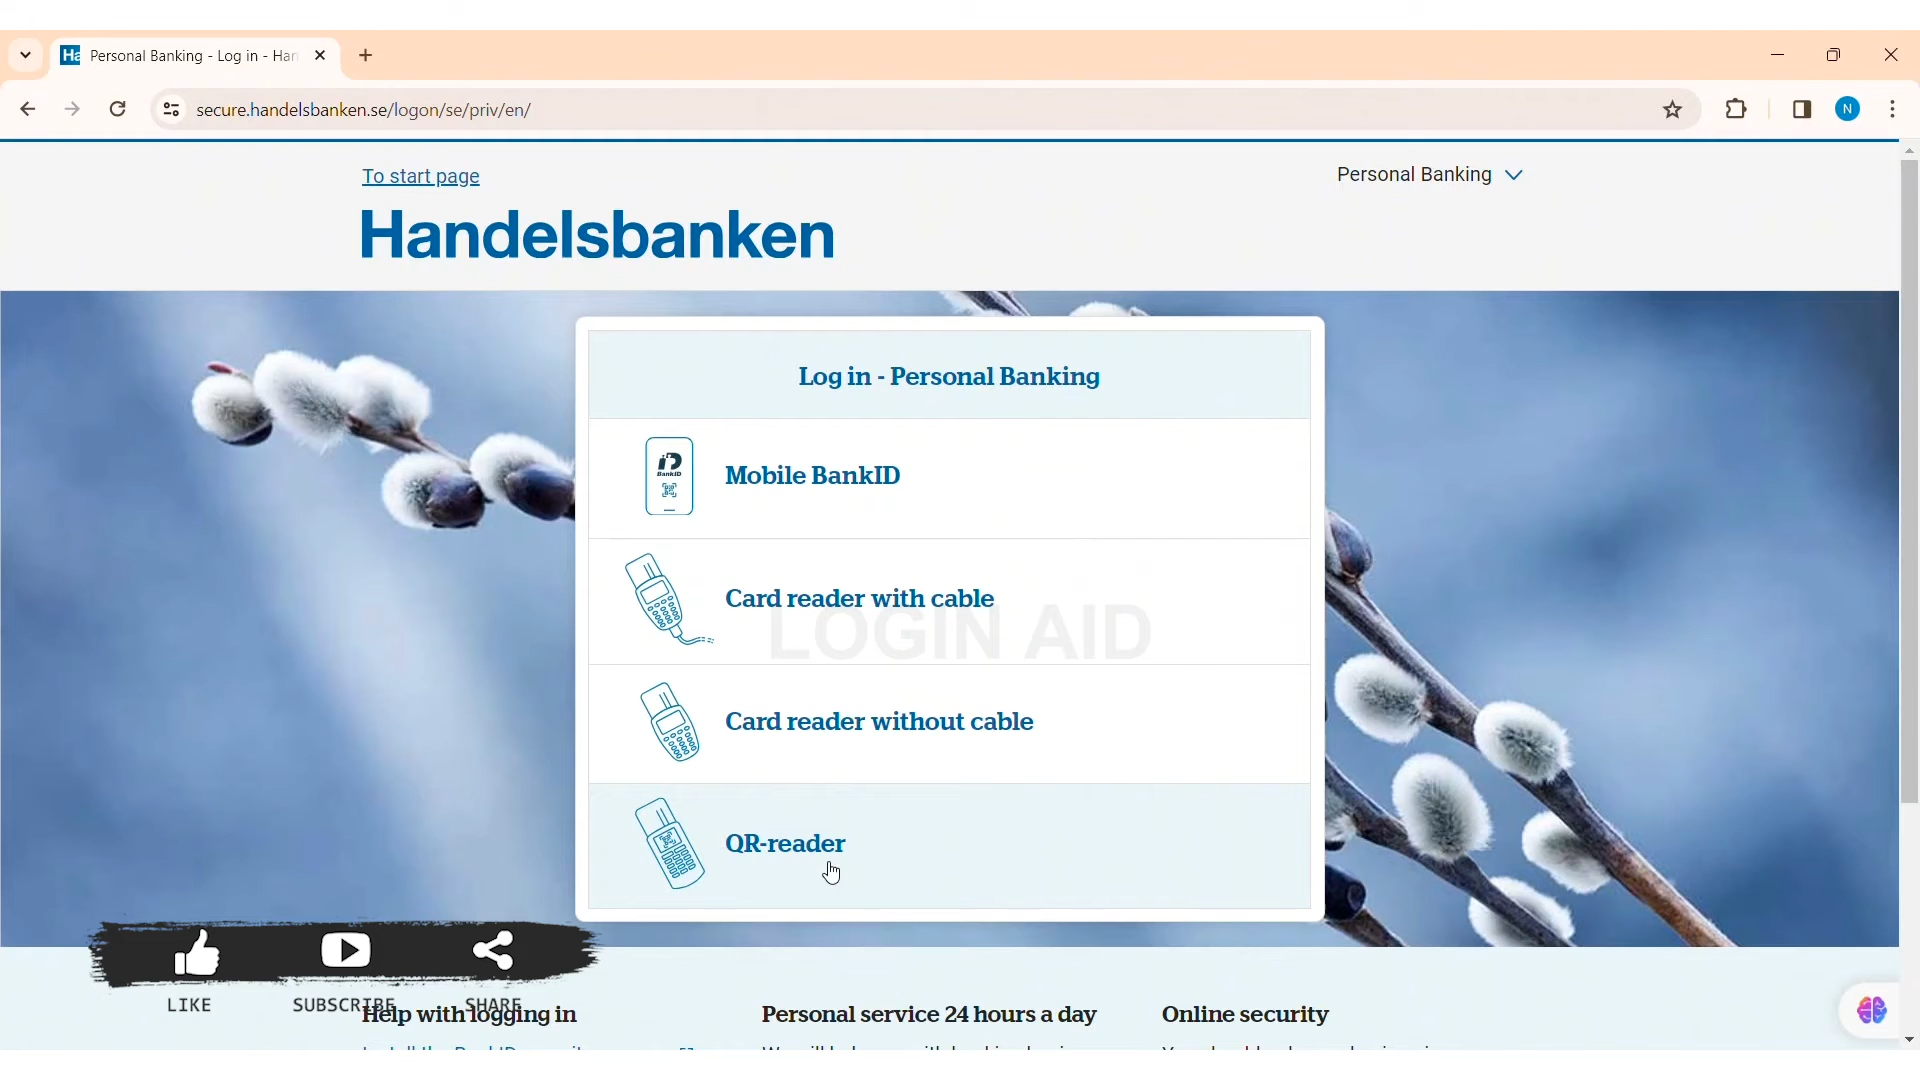 Ha Personal Banking - Log in - Han
secure.handelsbanken.se/logon/se/priv/en/
N
To start page
Personal Banking
Handelsbanken
Log in - Personal Banking
BankID
Mobile BankID
Card reader with cable
LOGIN AID
Card reader without cable
QR-reader
LIKE
SUBSCRIBE
SHARE
Help with logging in
Personal service 24 hours a day
Online security